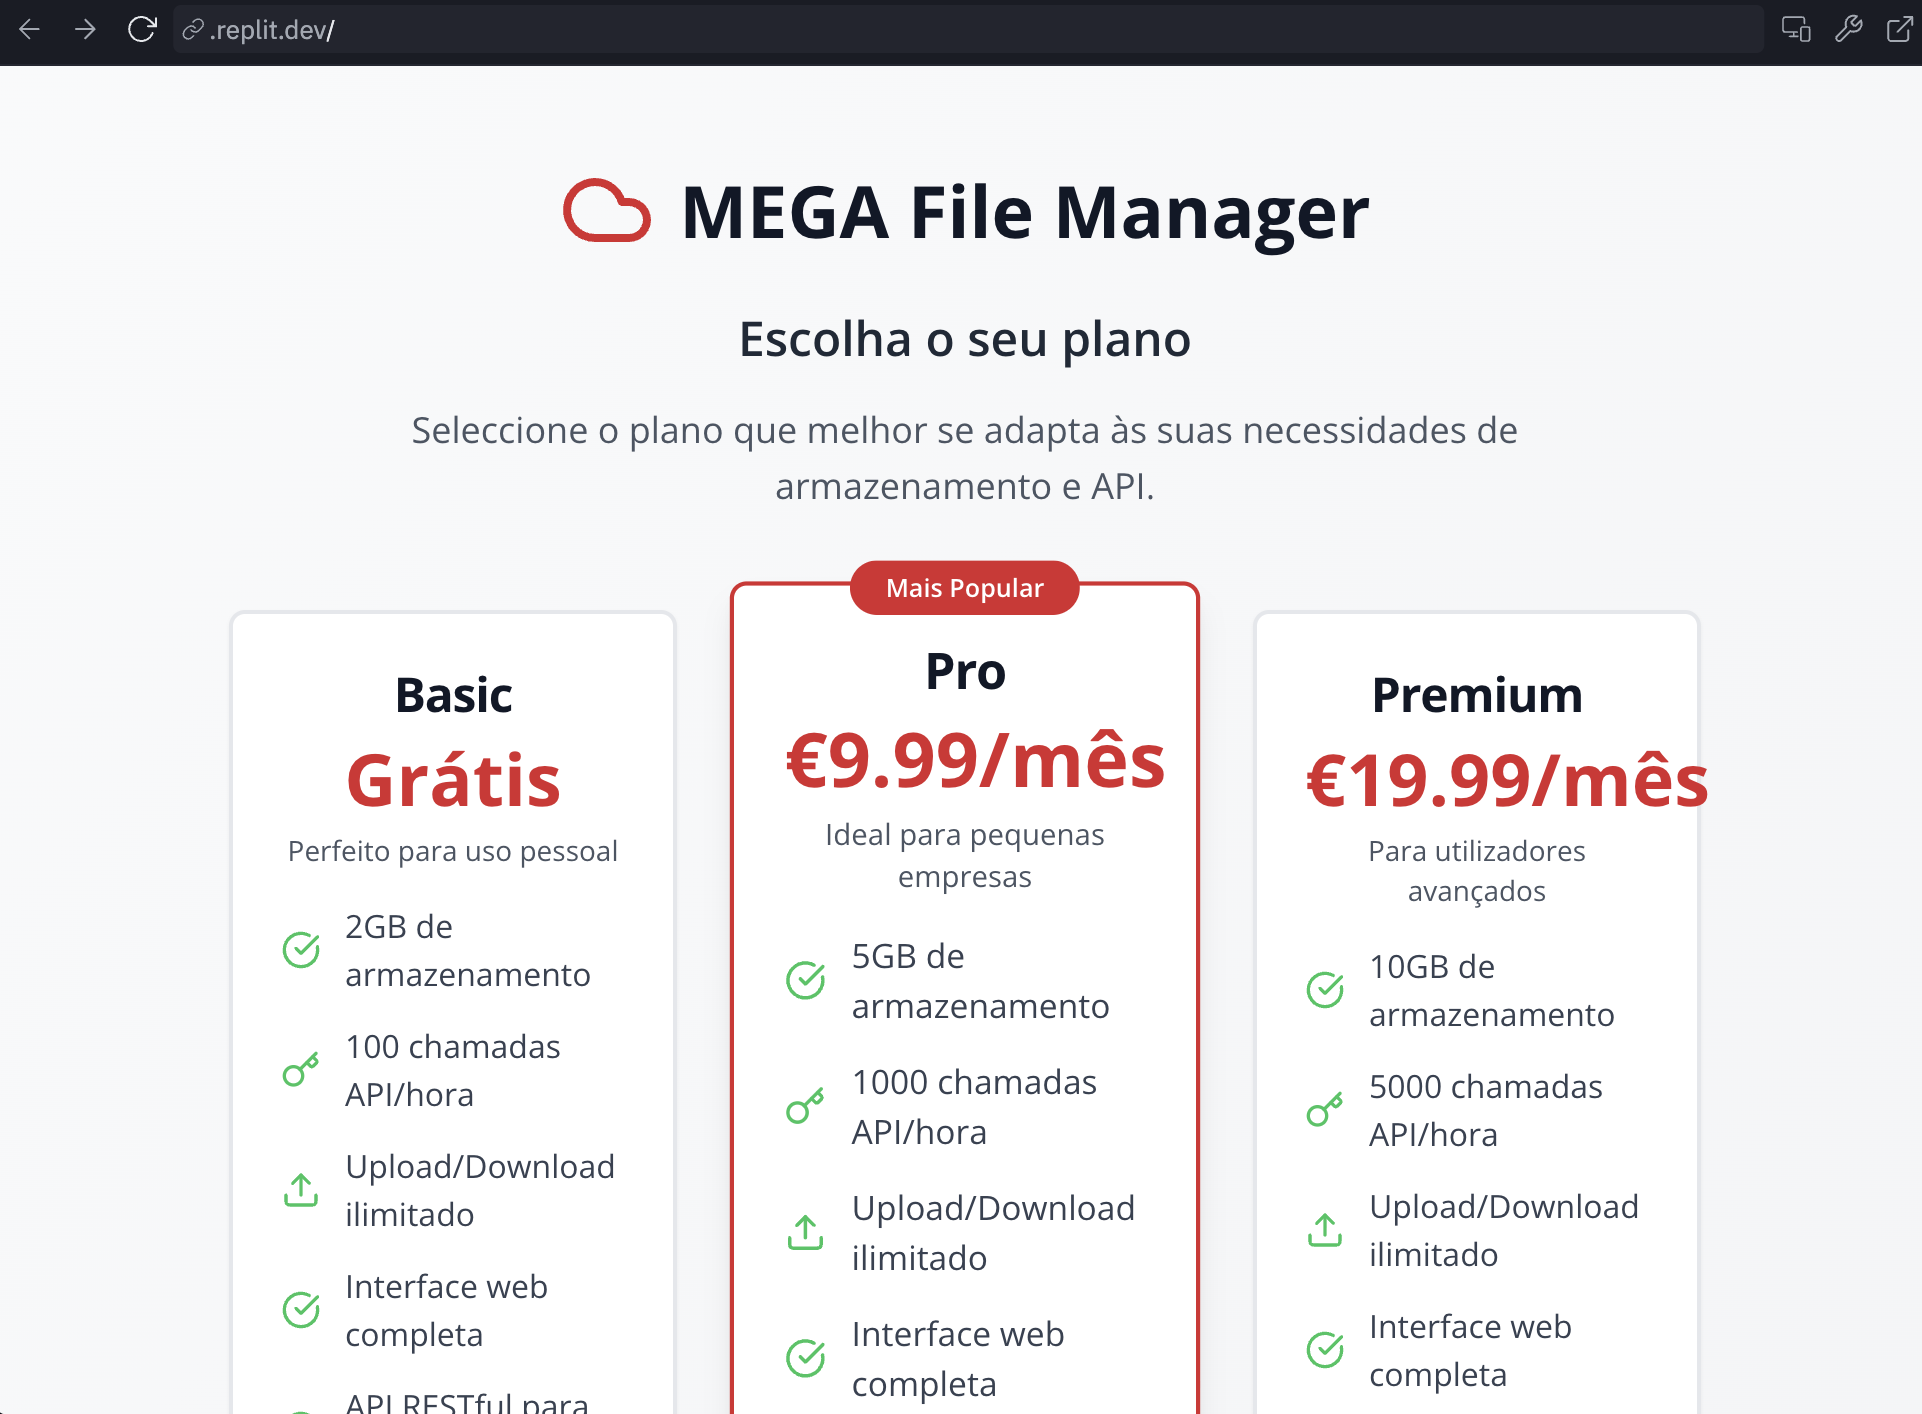 .replit.dev/
MEGA File Manager
Escolha o seu plano
Seleccione o plano que melhor se adapta às suas necessidades de
armazenamento e API.
Basic
Grátis
Perfeito para uso pessoal
2GB de
armazenamento
100 chamadas
API/hora
Upload/Download
ilimitado
Interface web
completa
API RESTful para
Mais Popular
Pro
€9.99/mês
Ideal para pequenas
empresas
5GB de
armazenamento
1000 chamadas
API/hora
Upload/Download
ilimitado
Interface web
completa
Premium
€19.99/mês
Para utilizadores
avançados
10GB de
armazenamento
5000 chamadas
API/hora
Upload/Download
ilimitado
Interface web
completa